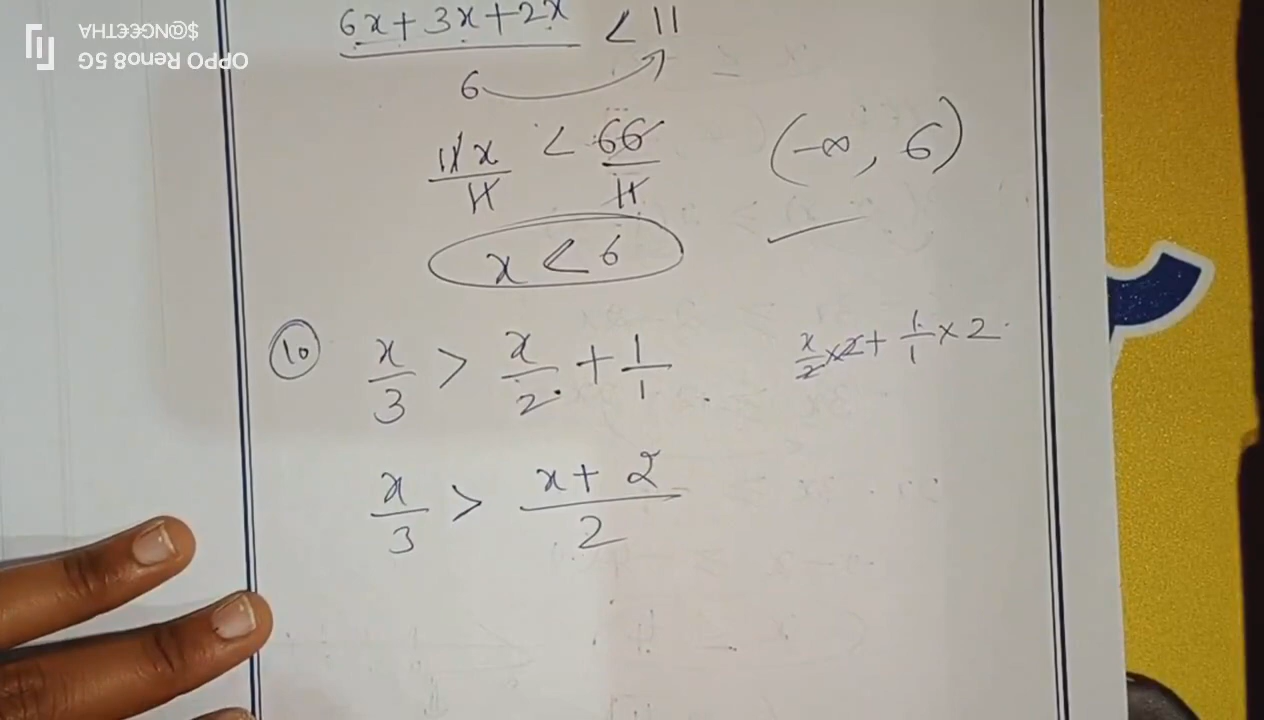 $@NGEETHA
OPPO Reno8 5G
6x + 3x + 2x < 11
6
11x < 66
11 11
(-∞, 6)
x < 6
10 x/3 > x/2 + 1/1
x/2 × 2 + 1/1 × 2
x/3 > x + 2/2